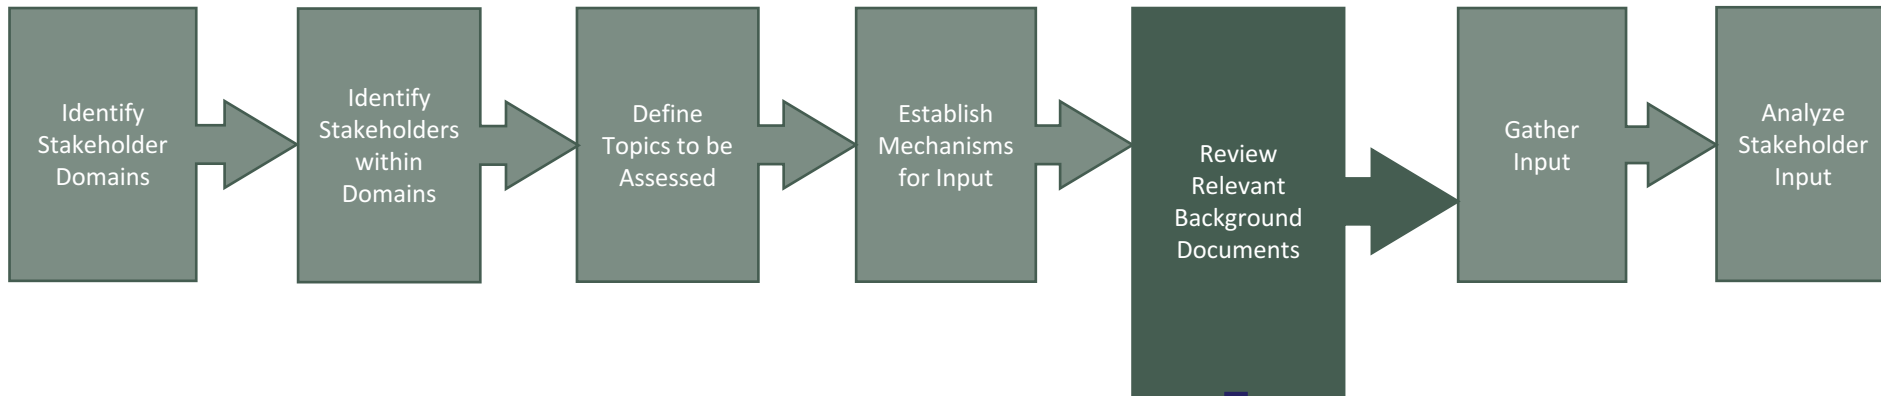 Identify
Stakeholder
Domains
Identify
Stakeholders
within
Domains
Define
Topics to be
Assessed
Establish
Mechanisms
for Input
Review
Relevant
Background
Documents
Gather
Input
Analyze
Stakeholder
Input